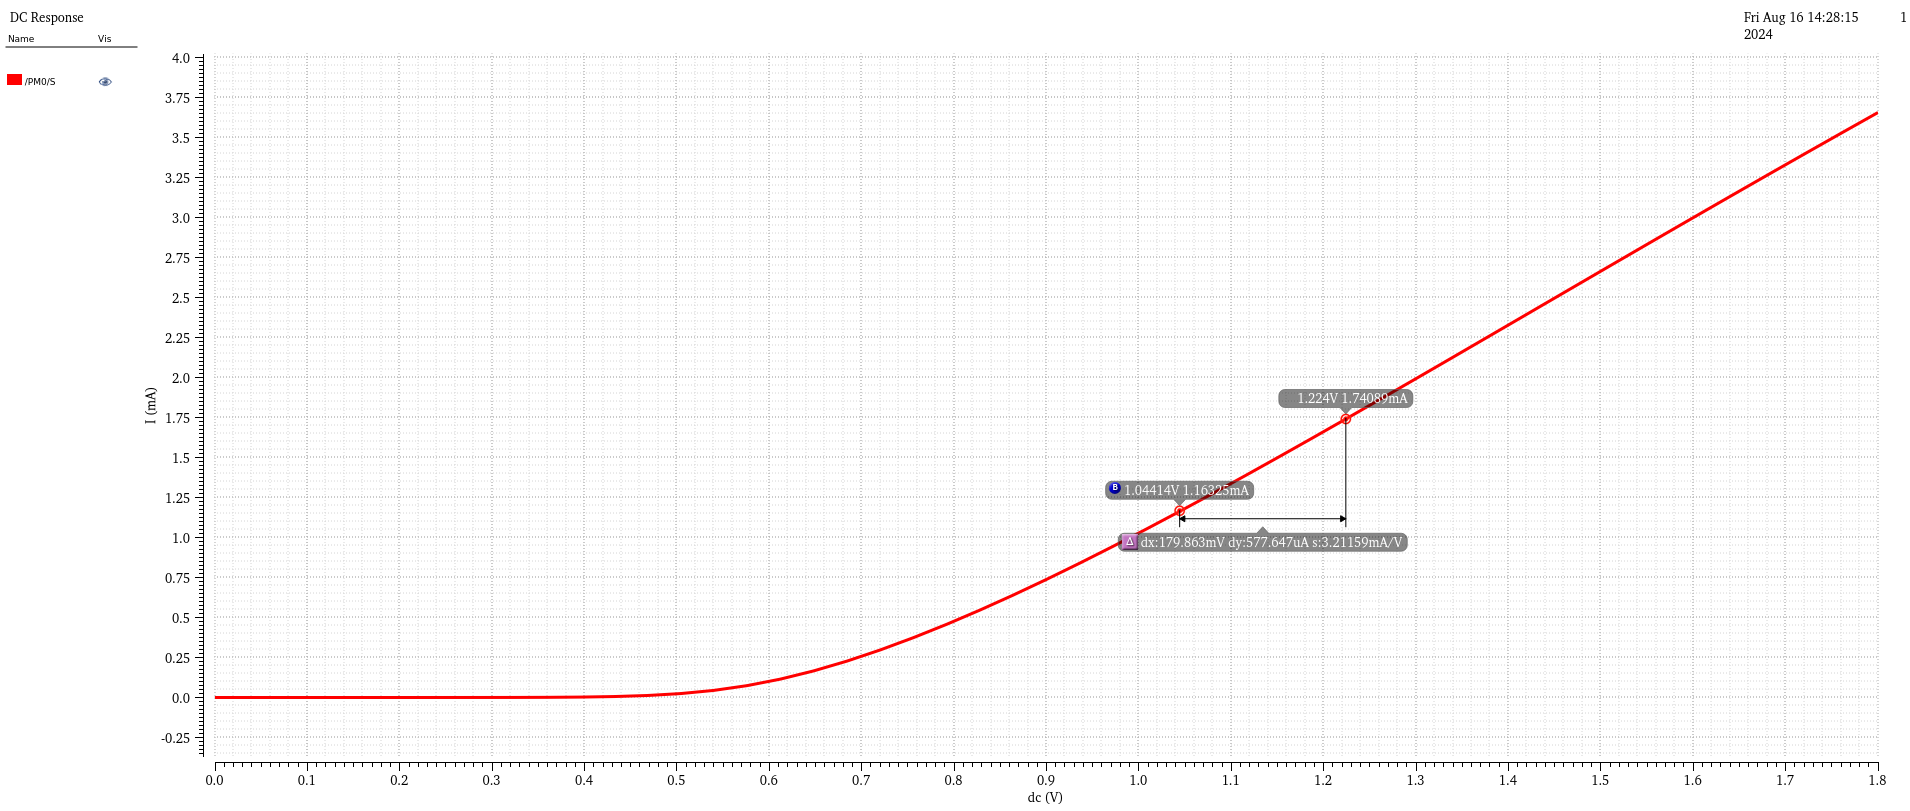 DC Response
Fri Aug 16 14:28:15 1
2024
Name Vis
/PM0/S
4.0
3.75
3.5
3.25
3.0
2.75
2.5
2.25
2.0
1.75
1.5
1.25
1.0
0.75
0.5
0.25
0.0
-0.25
I (mA)
1.224V 1.74089mA
B 1.04414V 1.16325mA
Δ dx:179.863mV dy:577.647uA s:3.21159mA/V
0.0 0.1 0.2 0.3 0.4 0.5 0.6 0.7 0.8 0.9 1.0 1.1 1.2 1.3 1.4 1.5 1.6 1.7 1.8
dc (V)